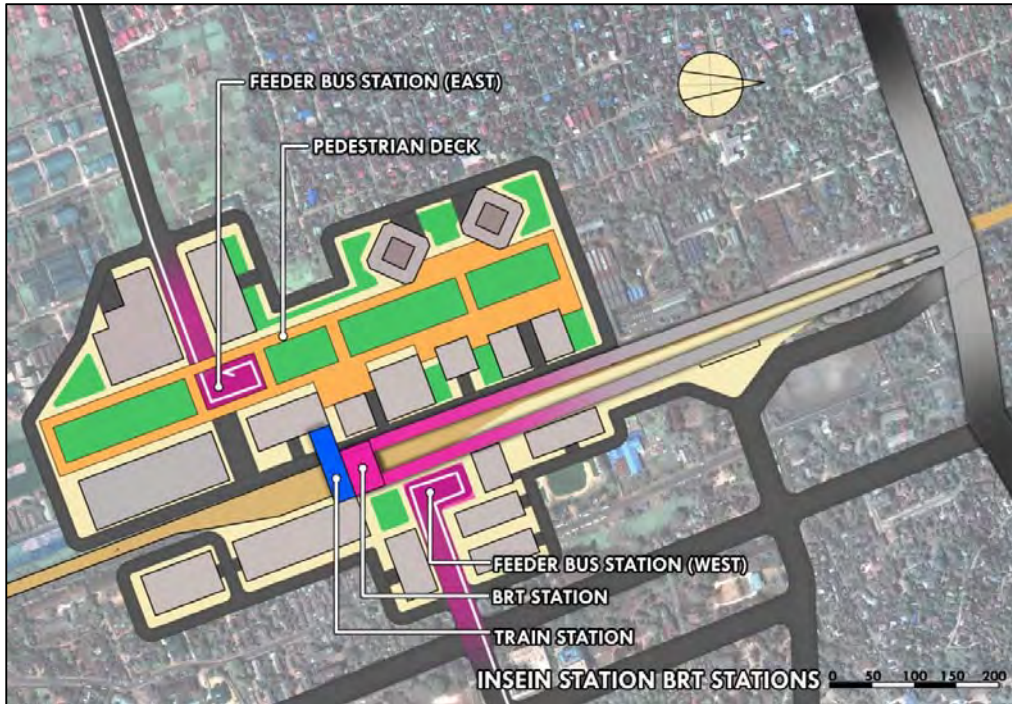 FEEDER BUS STATION (EAST)
PEDESTRIAN DECK
FEEDER BUS STATION (WEST)
BRT STATION
TRAIN STATION
INSEIN STATION BRT STATIONS
0 50 100 150 200